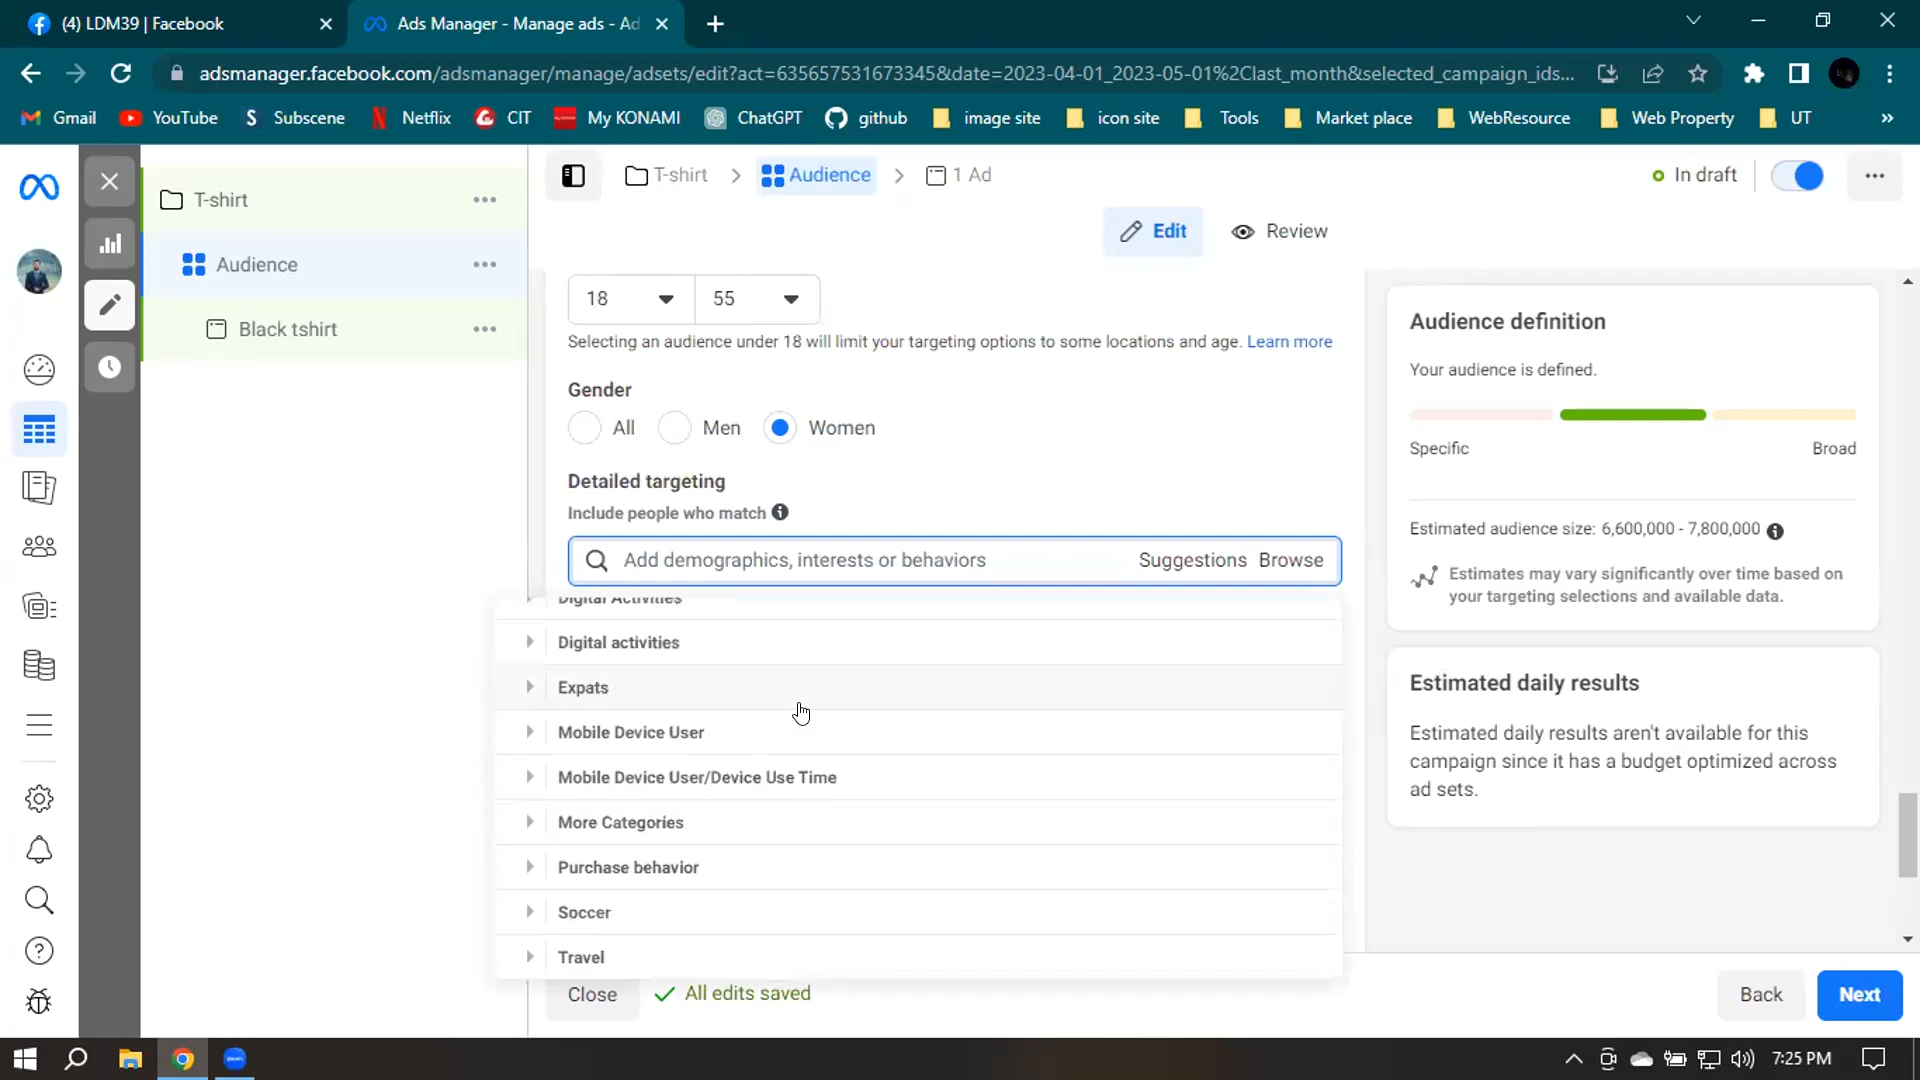 (4) LDM39 | Facebook
Ads Manager - Manage ads - Ad
adsmanager.facebook.com/adsmanager/manage/adsets/edit?act=635657531673345&date=2023-04-01_2023-05-01%2Clast_month&selected_campaign_ids...
Gmail YouTube Subscene Netflix CIT My KONAMI ChatGPT github image site icon site Tools Market place WebResource Web Property UT »
T-shirt
Audience
Black tshirt
T-shirt > Audience > 1 Ad
In draft
Edit Review
18 55
Selecting an audience under 18 will limit your targeting options to some locations and age. Learn more
Gender
All Men Women
Detailed targeting
Include people who match
Add demographics, interests or behaviors Suggestions Browse
Digital Activities
Digital activities
Expats
Mobile Device User
Mobile Device User/Device Use Time
More Categories
Purchase behavior
Soccer
Travel
Close All edits saved
Audience definition
Your audience is defined.
Specific Broad
Estimated audience size: 6,600,000 - 7,800,000
Estimates may vary significantly over time based on
your targeting selections and available data.
Estimated daily results
Estimated daily results aren't available for this
campaign since it has a budget optimized across
ad sets.
Back Next
7:25 PM